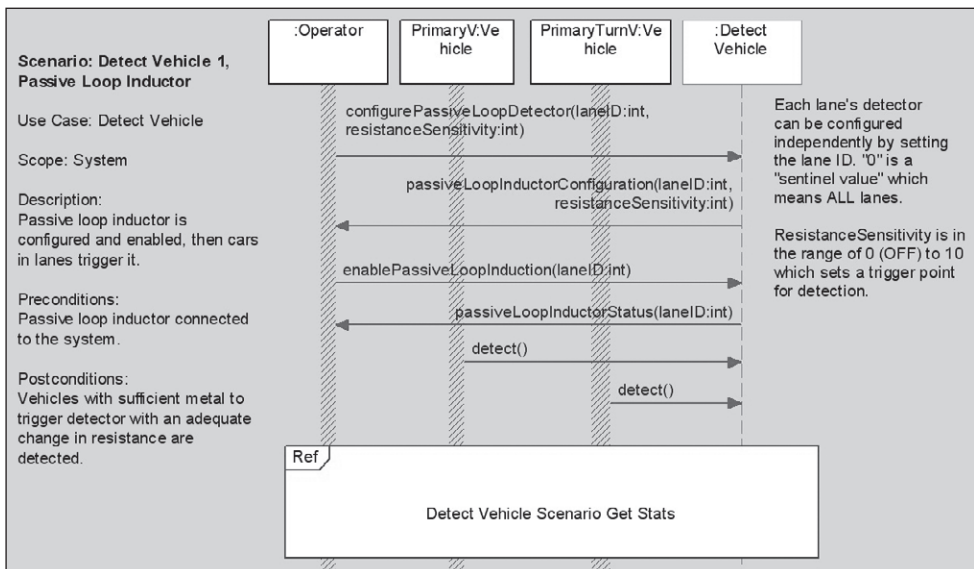 :Operator
PrimaryV:Ve
hicle
PrimaryTurnV:Ve
hicle
:Detect
Vehicle
Scenario: Detect Vehicle 1,
Passive Loop Inductor
Use Case: Detect Vehicle
Scope: System
Description:
Passive loop inductor is
configured and enabled, then cars
in lanes trigger it.
Preconditions:
Passive loop inductor connected
to the system.
Postconditions:
Vehicles with sufficient metal to
trigger detector with an adequate
change in resistance are
detected.
configurePassiveLoopDetector(laneID:int,
resistanceSensitivity:int)
passiveLoopInductorConfiguration(laneID:int,
resistanceSensitivity:int)
enablePassiveLoopInduction(laneID:int)
passiveLoopInductorStatus(laneID:int)
detect()
detect()
Each lane's detector
can be configured
independently by setting
the lane ID. "0" is a
"sentinel value" which
means ALL lanes.
ResistanceSensitivity is in
the range of 0 (OFF) to 10
which sets a trigger point
for detection.
Ref
Detect Vehicle Scenario Get Stats